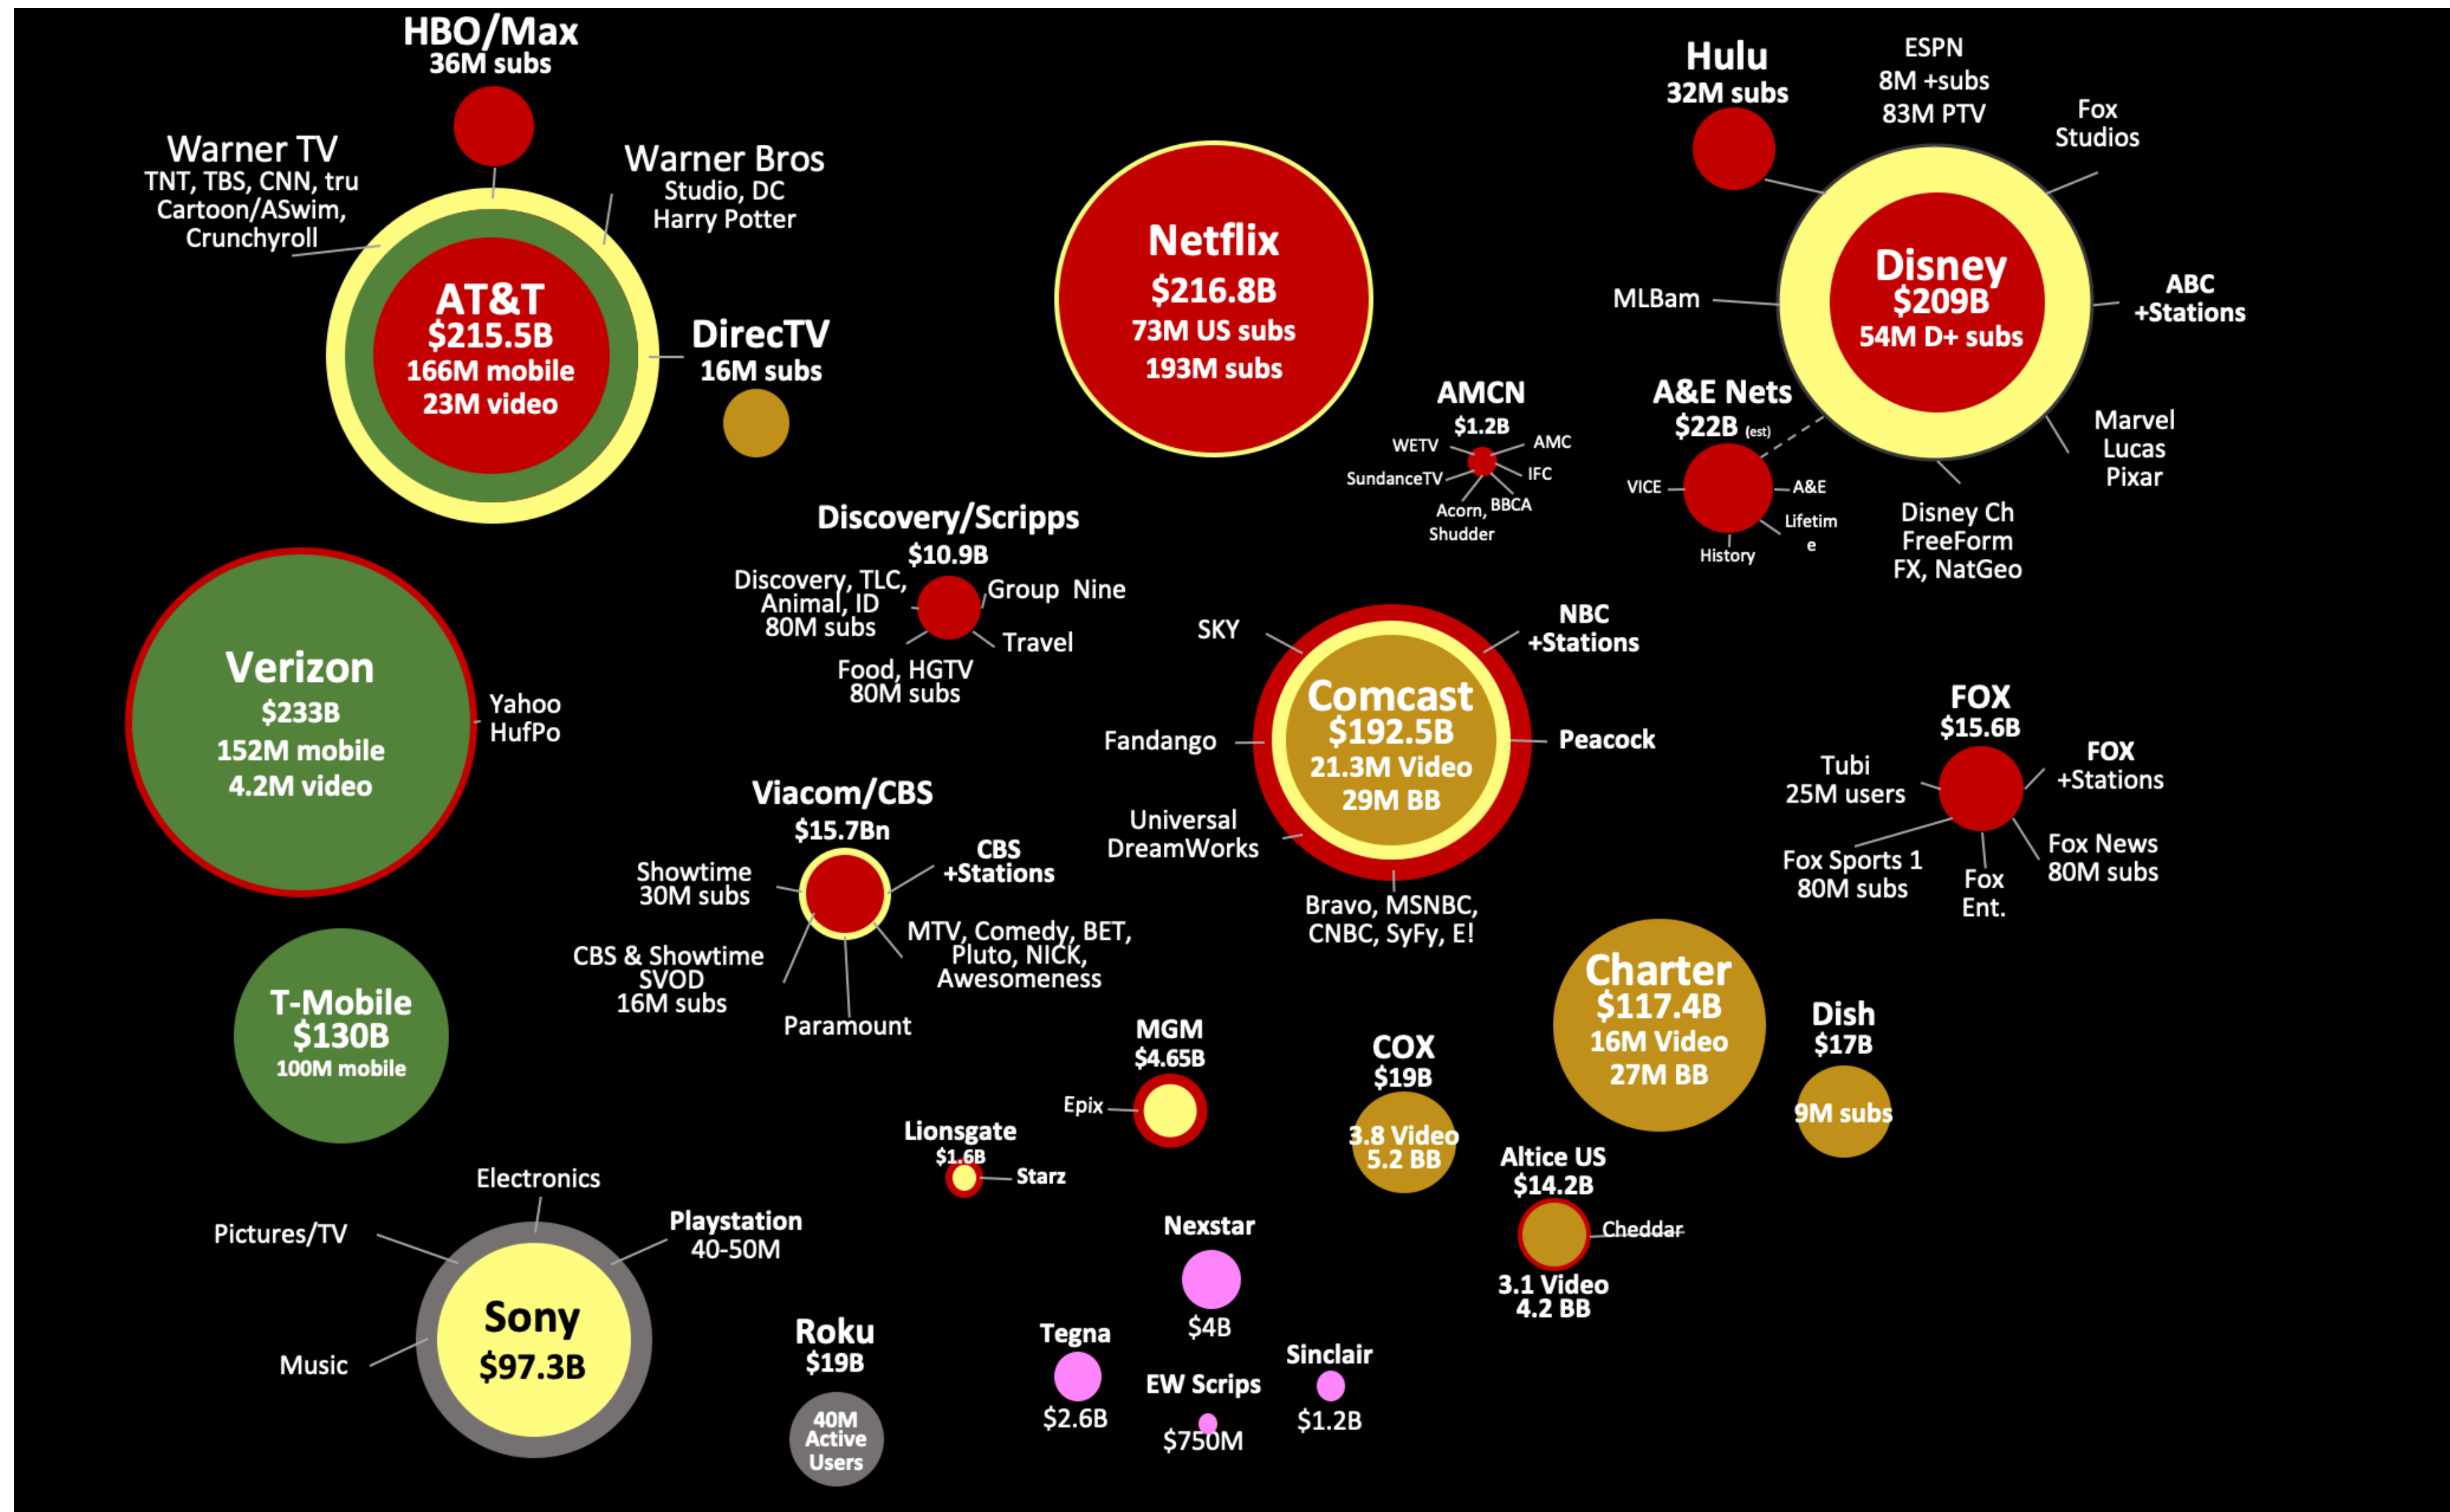 HBO/Max
36M subs
Warner TV
TNT, TBS, CNN, tru
Cartoon/ASwim,
Crunchyroll
Warner Bros
Studio, DC
Harry Potter
AT&T
$215.5B
166M mobile
23M video
DirecTV
16M subs
Netflix
$216.8B
73M US subs
193M subs
Hulu
32M subs
ESPN
8M +subs
83M PTV
Fox
Studios
Disney
$209B
54M D+ subs
MLBam
ABC
+Stations
Marvel
Lucas
Pixar
Disney Ch
FreeForm
FX, NatGeo
A&E Nets
$22B (est)
VICE
A&E
Lifetim
e
History
AMCN
$1.2B
WETV
AMC
SundanceTV
IFC
Acorn,
Shudder
BBCA
Discovery/Scripps
$10.9B
Discovery, TLC,
Animal, ID
80M subs
Group Nine
Travel
Food, HGTV
80M subs
Verizon
$233B
152M mobile
4.2M video
Yahoo
HufPo
SKY
NBC
+Stations
Comcast
$192.5B
21.3M Video
29M BB
Fandango
Peacock
Universal
DreamWorks
Bravo, MSNBC,
CNBC, SyFy, E!
FOX
$15.6B
Tubi
25M users
FOX
+Stations
Fox Sports 1
80M subs
Fox
Ent.
Fox News
80M subs
Viacom/CBS
$15.7Bn
Showtime
30M subs
CBS
+Stations
CBS & Showtime
SVOD
16M subs
MTV, Comedy, BET,
Pluto, NICK,
Awesomeness
Paramount
T-Mobile
$130B
100M mobile
MGM
$4.65B
Epix
Lionsgate
$1.6B
Starz
COX
$19B
3.8 Video
5.2 BB
Charter
$117.4B
16M Video
27M BB
Dish
$17B
9M subs
Altice US
$14.2B
Cheddar
3.1 Video
4.2 BB
Electronics
Pictures/TV
Playstation
40-50M
Sony
$97.3B
Music
Roku
$19B
40M
Active
Users
Nexstar
$4B
Tegna
$2.6B
EW Scrips
$750M
Sinclair
$1.2B